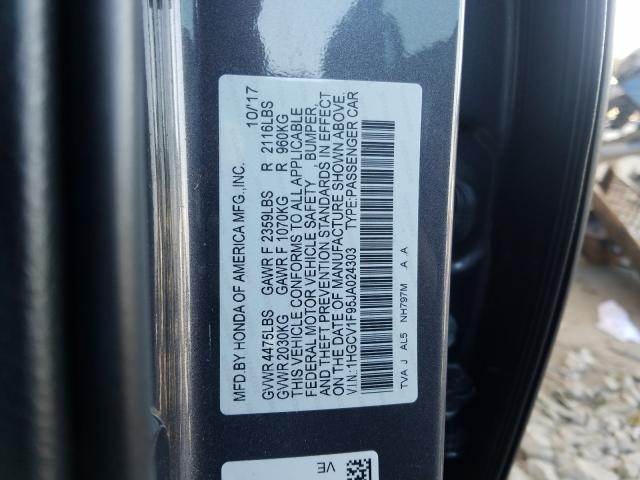 MFD.BY HONDA OF AMERICA MFG.,INC. 10/17
GVWR 4475LBS GAWR F 2359LBS R 2116LBS
GVWR 2030KG GAWR F 1070KG R 960KG
THIS VEHICLE CONFORMS TO ALL APPLICABLE
FEDERAL MOTOR VEHICLE SAFETY , BUMPER,
AND THEFT PREVENTION STANDARDS IN EFFECT
ON THE DATE OF MANUFACTURE SHOWN ABOVE.
V.I.N.:1HGCV1F95JA024303 TYPE:PASSENGER CAR
TVA J AL5 NH797M A A
VE